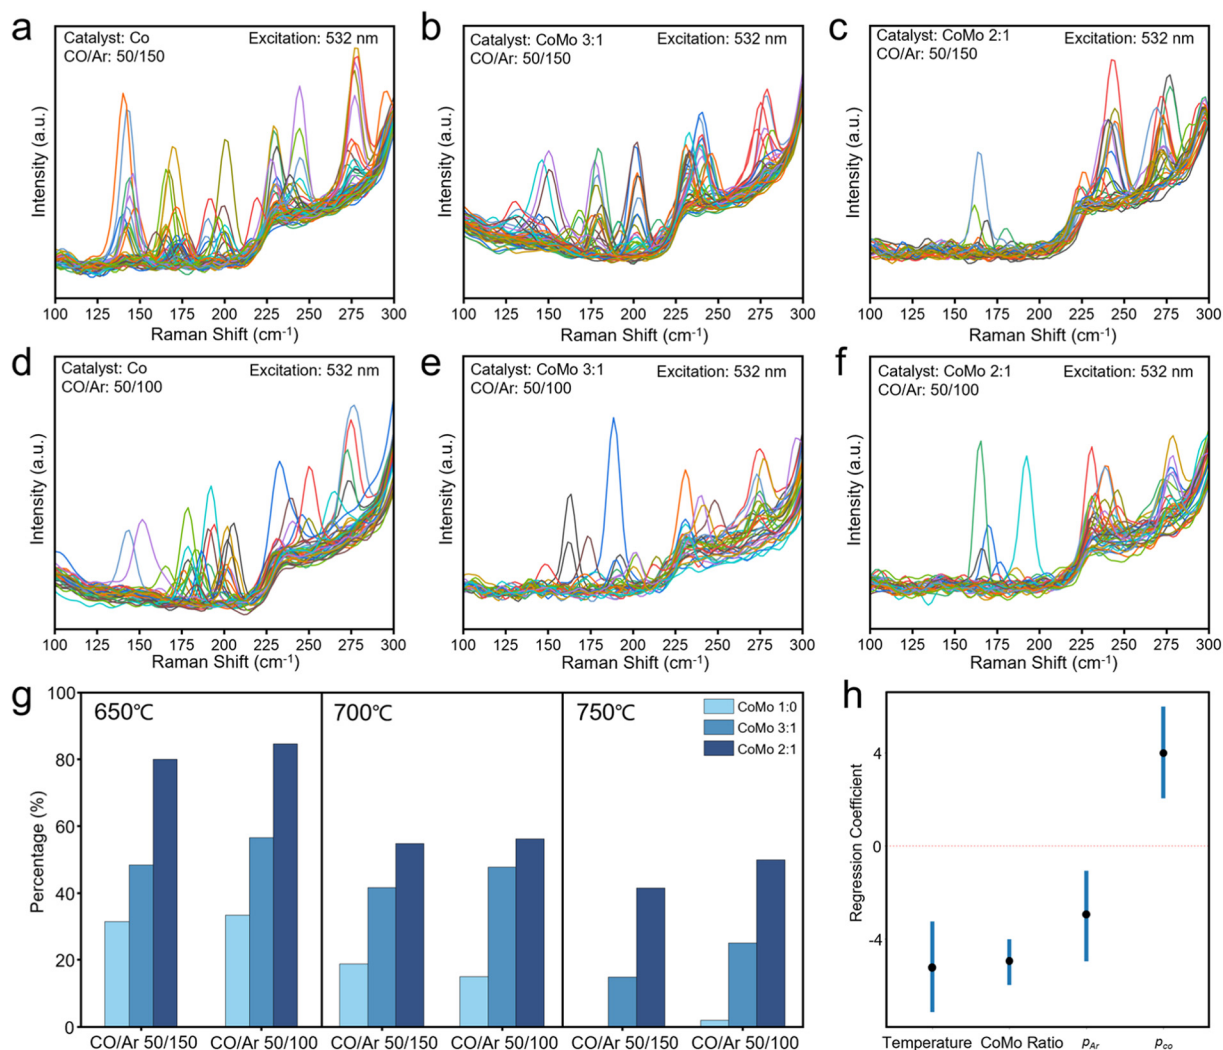 a
Catalyst: Co
Excitation: 532 nm
CO/Ar: 50/150
Intensity (a.u.)
100 125 150 175 200 225 250 275 300
Raman Shift (cm-1)
b
Catalyst: CoMo 3:1
Excitation: 532 nm
CO/Ar: 50/150
Intensity (a.u.)
100 125 150 175 200 225 250 275 300
Raman Shift (cm-1)
c
Catalyst: CoMo 2:1
Excitation: 532 nm
CO/Ar: 50/150
Intensity (a.u.)
100 125 150 175 200 225 250 275 300
Raman Shift (cm-1)
d
Catalyst: Co
Excitation: 532 nm
CO/Ar: 50/100
Intensity (a.u.)
100 125 150 175 200 225 250 275 300
Raman Shift (cm-1)
e
Catalyst: CoMo 3:1
Excitation: 532 nm
CO/Ar: 50/100
Intensity (a.u.)
100 125 150 175 200 225 250 275 300
Raman Shift (cm-1)
f
Catalyst: CoMo 2:1
Excitation: 532 nm
CO/Ar: 50/100
Intensity (a.u.)
100 125 150 175 200 225 250 275 300
Raman Shift (cm-1)
g
100
80
60
40
20
0
Percentage (%)
650℃
700℃
750℃
CoMo 1:0
CoMo 3:1
CoMo 2:1
CO/Ar 50/150 CO/Ar 50/100 CO/Ar 50/150 CO/Ar 50/100 CO/Ar 50/150 CO/Ar 50/100
h
4
0
-4
Regression Coefficient
Temperature CoMo Ratio pAr pco